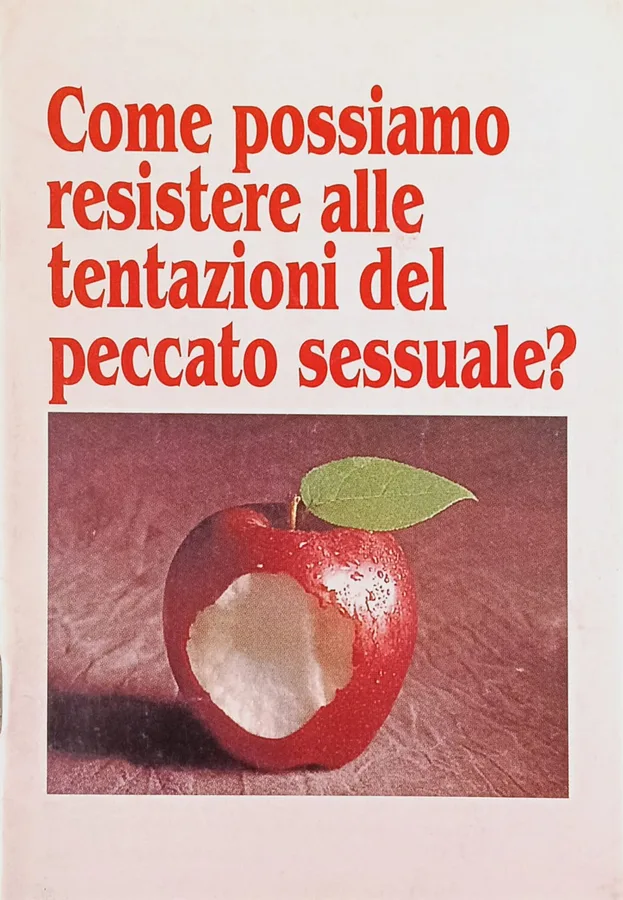 Come possiamo
resistere alle
tentazioni del
peccato sessuale?